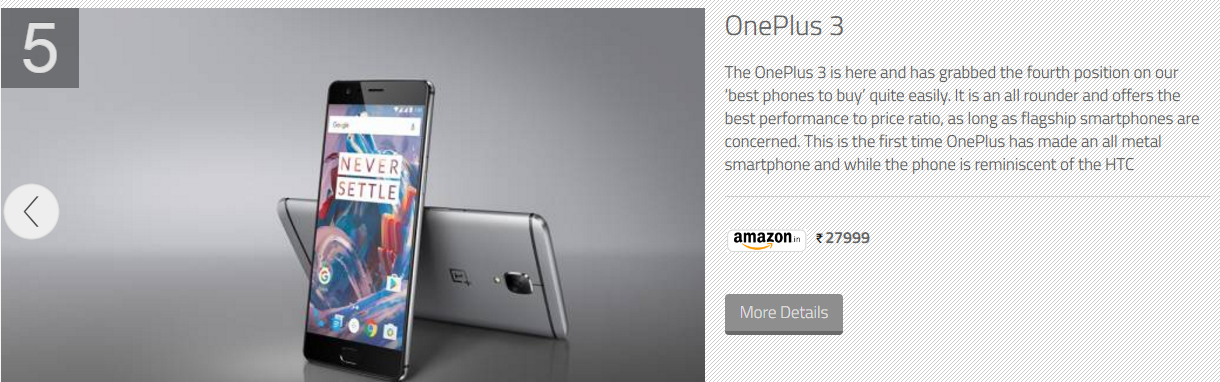 5
OnePlus 3
The OnePlus 3 is here and has grabbed the fourth position on our
'best phones to buy' quite easily. It is an all rounder and offers the
best performance to price ratio, as long as flagship smartphones are
concerned. This is the first time OnePlus has made an all metal
smartphone and while the phone is reminiscent of the HTC
Google
NEVER
SETTLE
amazon.in ₹27999
More Details